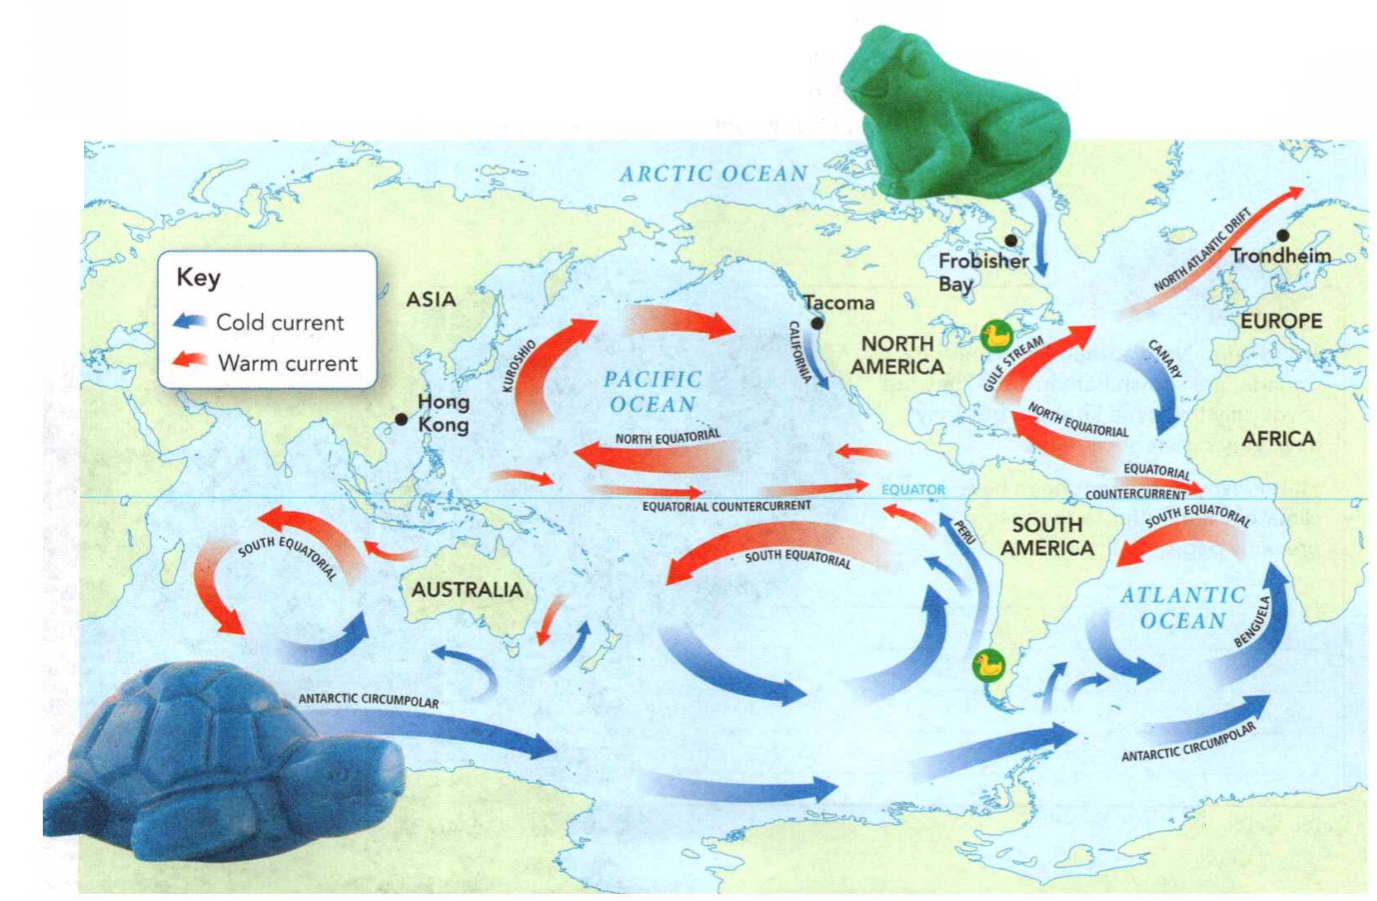 ARCTIC OCEAN
Key
Cold current
Warm current
ASIA
Hong
Kong
KUROSHIO
PACIFIC
OCEAN
NORTH EQUATORIAL
EQUATORIAL COUNTERCURRENT
EQUATOR
SOUTH EQUATORIAL
SOUTH EQUATORIAL
AUSTRALIA
ANTARCTIC CIRCUMPOLAR
Tacoma
CALIFORNIA
NORTH
AMERICA
Frobisher
Bay
GULF STREAM
NORTH ATLANTIC DRIFT
Trondheim
EUROPE
CANARY
NORTH EQUATORIAL
AFRICA
EQUATORIAL
COUNTERCURRENT
SOUTH EQUATORIAL
PERU
SOUTH
AMERICA
ATLANTIC
OCEAN
BENGUELA
ANTARCTIC CIRCUMPOLAR